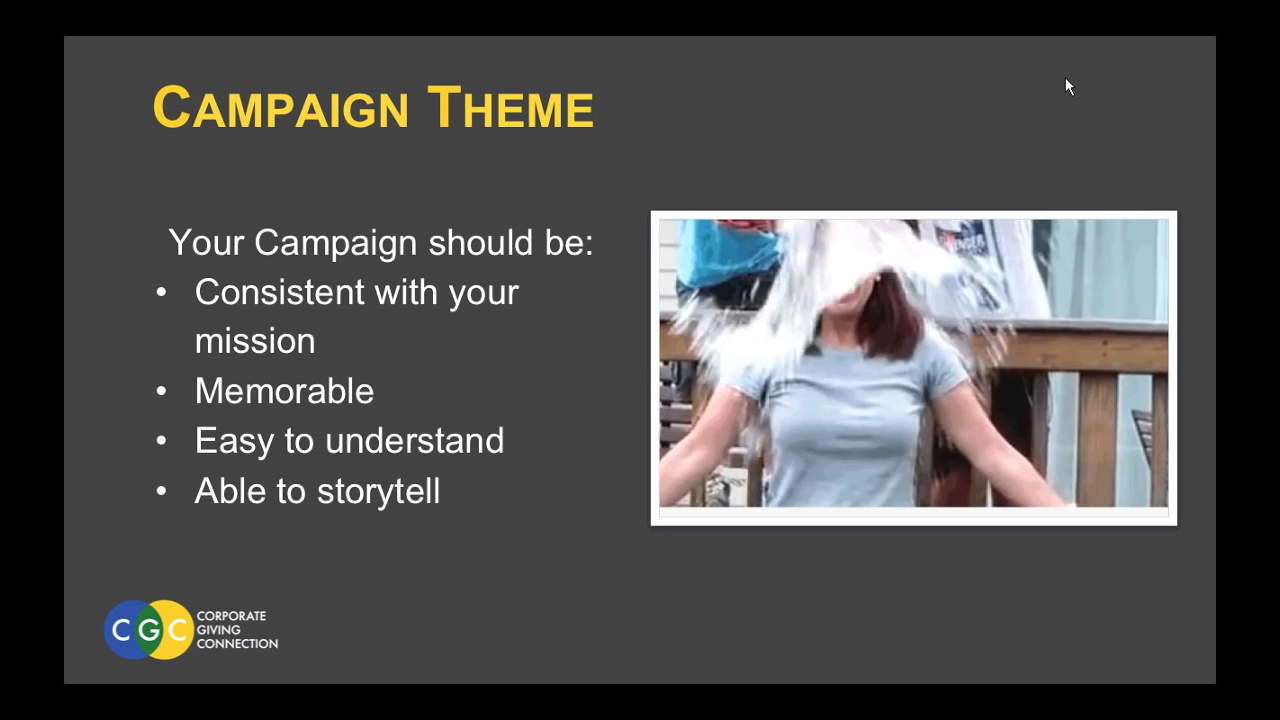 CAMPAIGN THEME
Your Campaign should be:
• Consistent with your
mission
• Memorable
• Easy to understand
• Able to storytell
CGC
CORPORATE
GIVING
CONNECTION